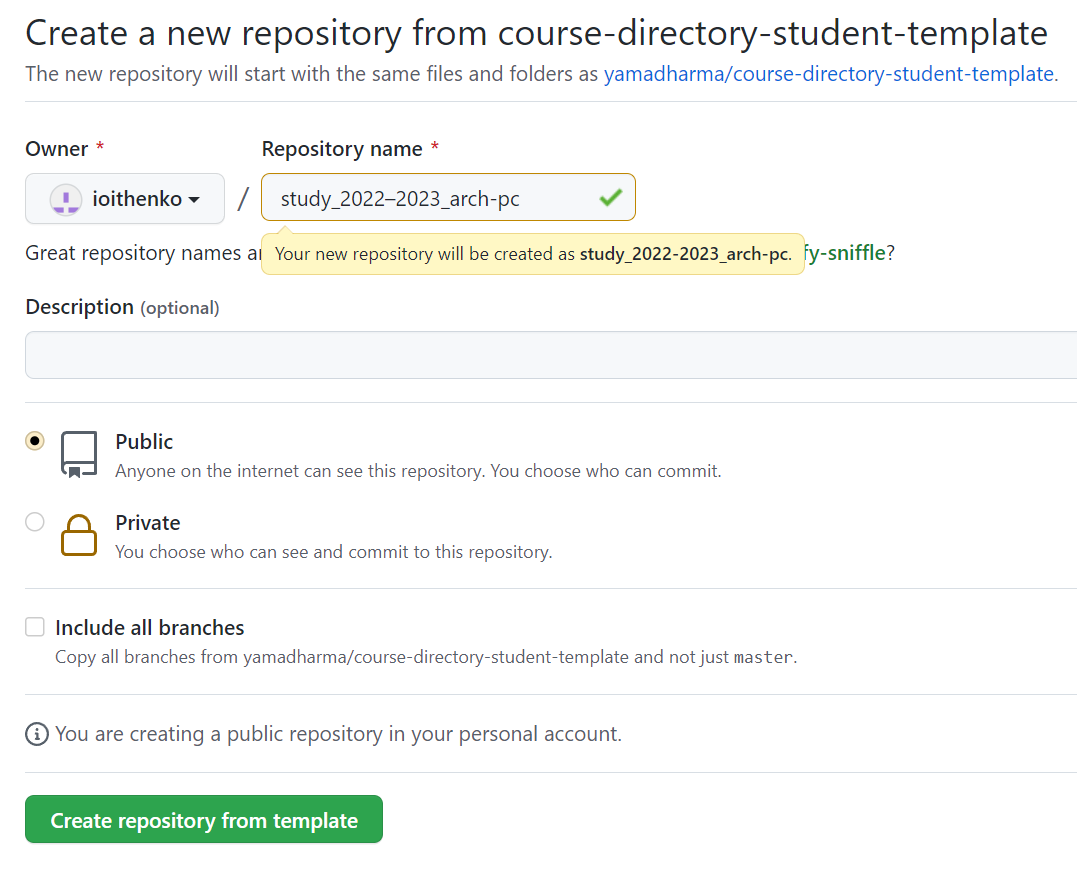 Create a new repository from course-directory-student-template
The new repository will start with the same files and folders as yamadharma/course-directory-student-template.
Owner *
Repository name *
ioithenko
/
study_2022–2023_arch-pc
Great repository names
Your new repository will be created as study_2022-2023_arch-pc.
fy-sniffle?
Description (optional)
Public
Anyone on the internet can see this repository. You choose who can commit.
Private
You choose who can see and commit to this repository.
Include all branches
Copy all branches from yamadharma/course-directory-student-template and not just master.
You are creating a public repository in your personal account.
Create repository from template